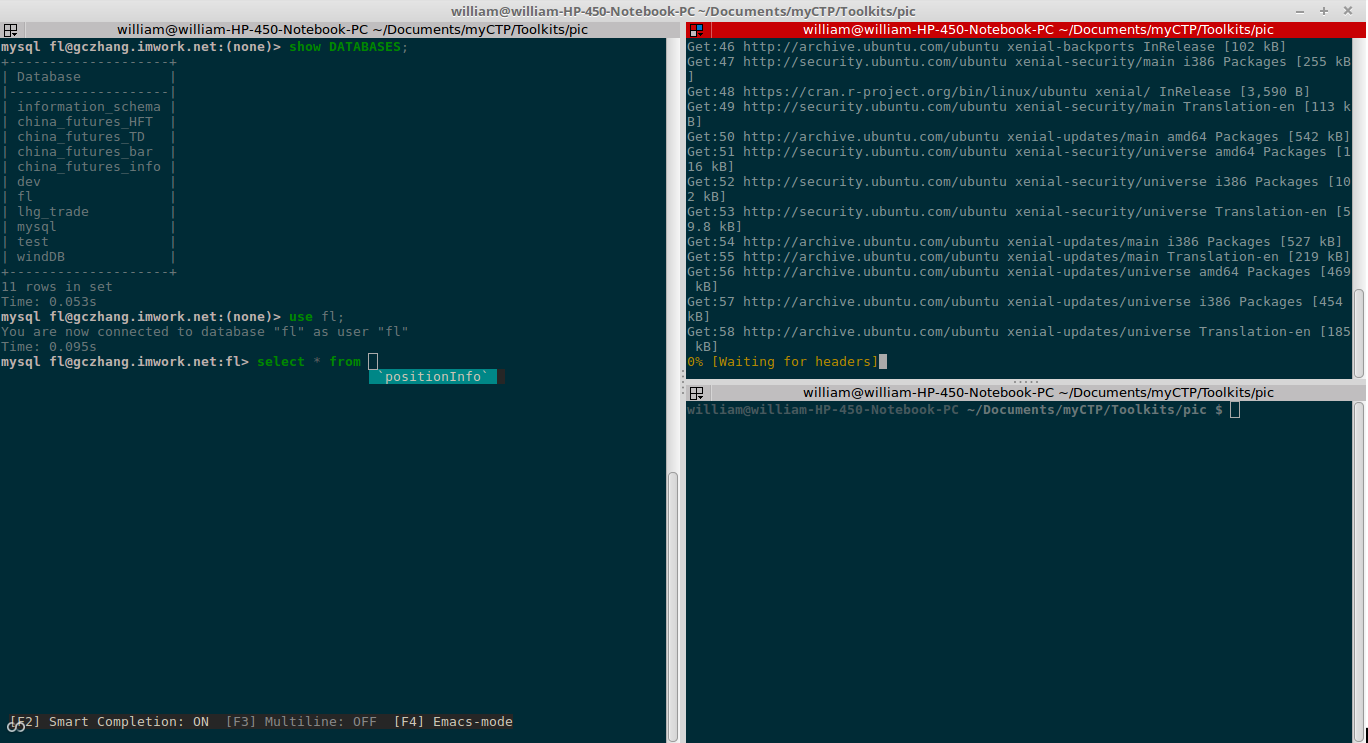 william@william-HP-450-Notebook-PC ~/Documents/myCTP/Toolkits/pic
william@william-HP-450-Notebook-PC ~/Documents/myCTP/Toolkits/pic
mysql fl@gczhang.imwork.net:(none)> show DATABASES;
+--------------------+
| Database           |
|--------------------|
| information_schema |
| china_futures_HFT  |
| china_futures_TD   |
| china_futures_bar  |
| china_futures_info |
| dev                |
| fl                 |
| lhg_trade          |
| mysql              |
| test               |
| windDB             |
+--------------------+
11 rows in set
Time: 0.053s
mysql fl@gczhang.imwork.net:(none)> use fl;
You are now connected to database "fl" as user "fl"
Time: 0.095s
mysql fl@gczhang.imwork.net:fl> select * from
`positionInfo`
[F2] Smart Completion: ON  [F3] Multiline: OFF  [F4] Emacs-mode
william@william-HP-450-Notebook-PC ~/Documents/myCTP/Toolkits/pic
Get:46 http://archive.ubuntu.com/ubuntu xenial-backports InRelease [102 kB]
Get:47 http://security.ubuntu.com/ubuntu xenial-security/main i386 Packages [255 kB
]
Get:48 https://cran.r-project.org/bin/linux/ubuntu xenial/ InRelease [3,590 B]
Get:49 http://security.ubuntu.com/ubuntu xenial-security/main Translation-en [113 k
B]
Get:50 http://archive.ubuntu.com/ubuntu xenial-updates/main amd64 Packages [542 kB]
Get:51 http://security.ubuntu.com/ubuntu xenial-security/universe amd64 Packages [1
16 kB]
Get:52 http://security.ubuntu.com/ubuntu xenial-security/universe i386 Packages [10
2 kB]
Get:53 http://security.ubuntu.com/ubuntu xenial-security/universe Translation-en [5
9.8 kB]
Get:54 http://archive.ubuntu.com/ubuntu xenial-updates/main i386 Packages [527 kB]
Get:55 http://archive.ubuntu.com/ubuntu xenial-updates/main Translation-en [219 kB]
Get:56 http://archive.ubuntu.com/ubuntu xenial-updates/universe amd64 Packages [469
 kB]
Get:57 http://archive.ubuntu.com/ubuntu xenial-updates/universe i386 Packages [454
kB]
Get:58 http://archive.ubuntu.com/ubuntu xenial-updates/universe Translation-en [185
 kB]
0% [Waiting for headers]
william@william-HP-450-Notebook-PC ~/Documents/myCTP/Toolkits/pic
william@william-HP-450-Notebook-PC ~/Documents/myCTP/Toolkits/pic $